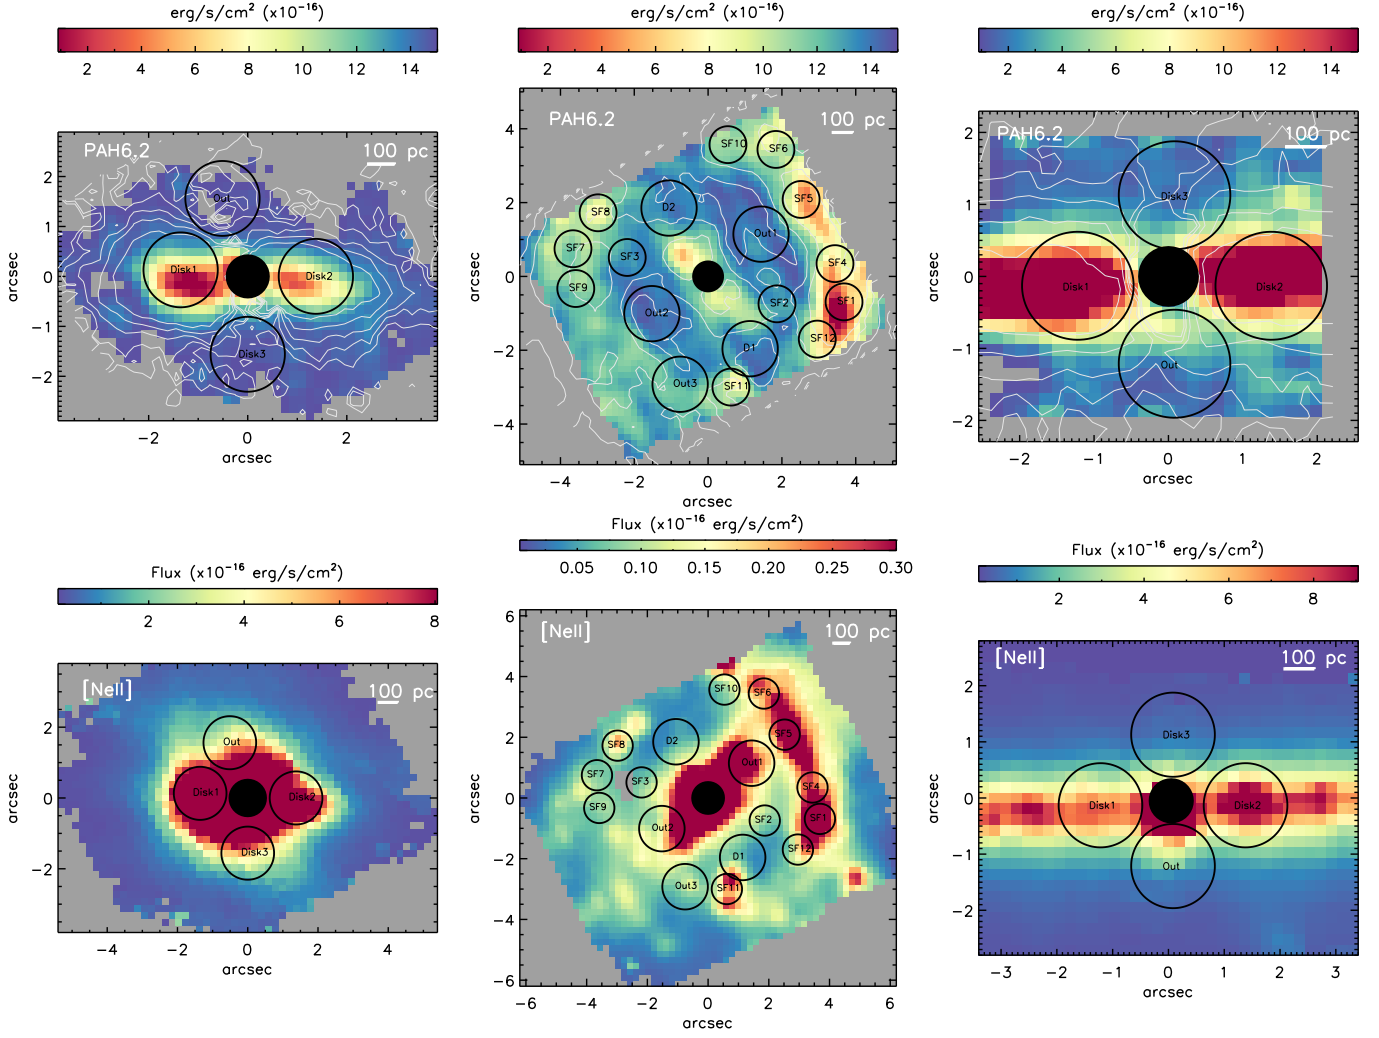 erg/s/cm² (x10⁻¹⁶)
2 4 6 8 10 12 14
PAH6.2
100 pc
Out
Disk1
Disk2
Disk3
2
1
0
−1
−2
arcsec
−2 0 2
arcsec
erg/s/cm² (x10⁻¹⁶)
2 4 6 8 10 12 14
PAH6.2
100 pc
SF10
SF6
SF8
D2
SF5
Out1
SF7
SF3
SF4
SF9
SF2
SF1
Out2
SF12
D1
Out3
SF11
4
2
0
−2
−4
arcsec
−4 −2 0 2 4
arcsec
erg/s/cm² (x10⁻¹⁶)
2 4 6 8 10 12 14
PAH6.2
100 pc
Disk3
Disk1
Disk2
Out
2
1
0
−1
−2
arcsec
−2 −1 0 1 2
arcsec
Flux (x10⁻¹⁶ erg/s/cm²)
2 4 6 8
[NeII]
100 pc
Out
Disk1
Disk2
Disk3
2
0
−2
arcsec
−4 −2 0 2 4
arcsec
Flux (x10⁻¹⁶ erg/s/cm²)
0.05 0.10 0.15 0.20 0.25 0.30
[NeII]
100 pc
SF10
SF6
SF8
D2
SF5
Out1
SF7
SF3
SF4
SF9
SF2
SF1
Out2
SF12
D1
Out3
SF11
6
4
2
0
−2
−4
−6
arcsec
−6 −4 −2 0 2 4 6
arcsec
Flux (x10⁻¹⁶ erg/s/cm²)
2 4 6 8
[NeII]
100 pc
Disk3
Disk1
Disk2
Out
2
1
0
−1
−2
arcsec
−3 −2 −1 0 1 2 3
arcsec